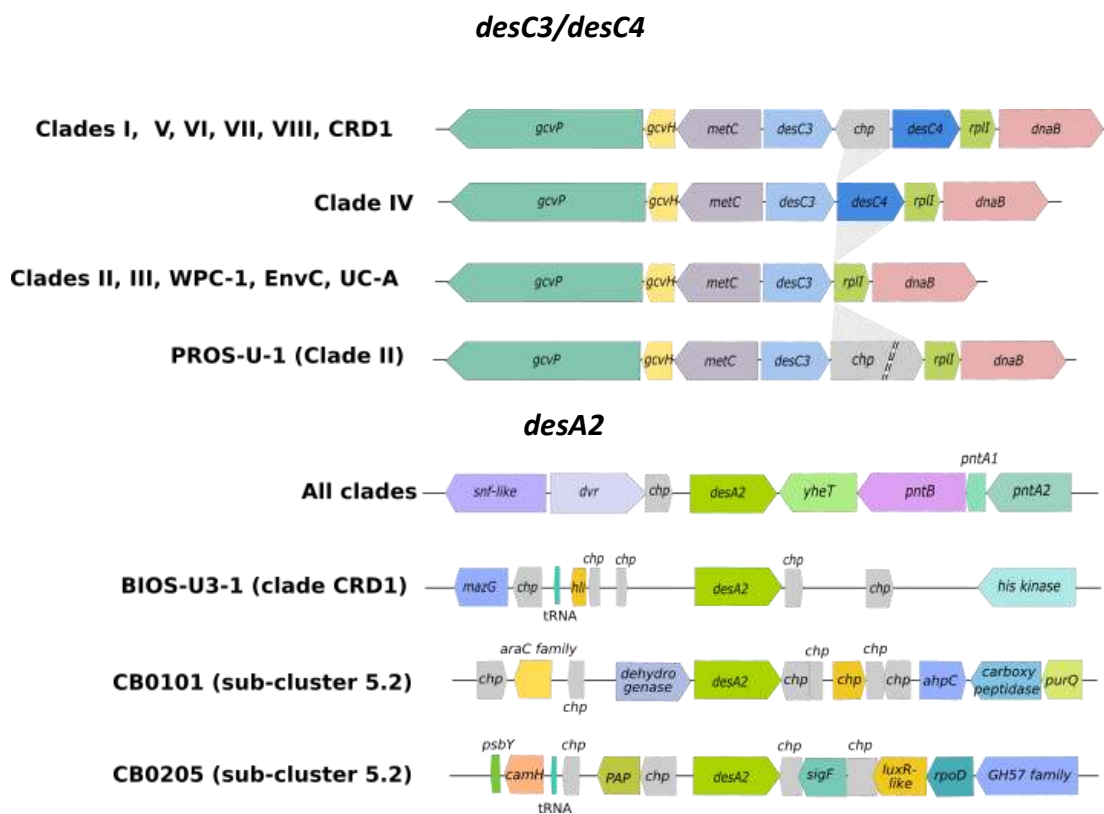 desC3/desC4
Clades I, V, VI, VII, VIII, CRD1 gcvP gcvH metC desC3 chp desC4 rplI dnaB
Clade IV gcvP gcvH metC desC3 desC4 rplI dnaB
Clades II, III, WPC-1, EnvC, UC-A gcvP gcvH metC desC3 rplI dnaB
PROS-U-1 (Clade II) gcvP gcvH metC desC3 chp rplI dnaB
desA2
pntA1
All clades snf-like dvr chp desA2 yheT pntB pntA2
chp chp chp
BIOS-U3-1 (clade CRD1) mazG chp hli desA2 chp his kinase
tRNA
araC family chp chp
CB0101 (sub-cluster 5.2) chp dehydro genase desA2 chp chp chp ahpC carboxy peptidase purQ
chp
psbY chp chp chp
CB0205 (sub-cluster 5.2) camH PAP chp desA2 sigF luxR-like rpoD GH57 family
tRNA